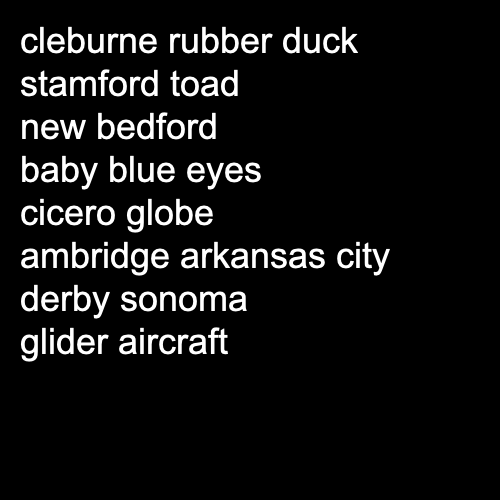 cleburne rubber duck
stamford toad
new bedford
baby blue eyes
cicero globe
ambridge arkansas city
derby sonoma
glider aircraft